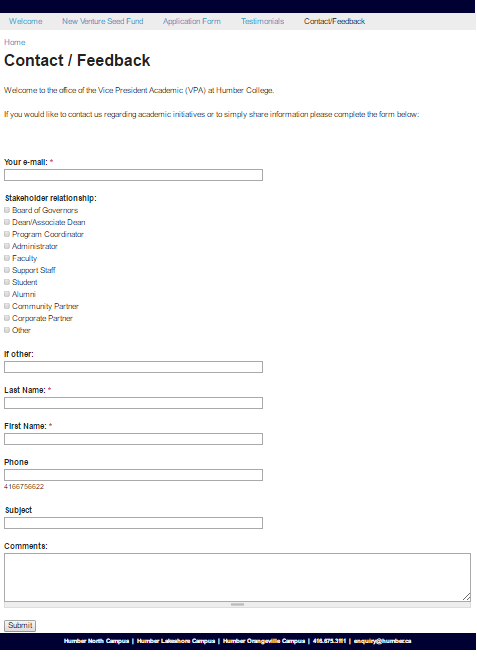 Welcome New Venture Seed Fund Application Form Testimonials Contact/Feedback
Home
Contact / Feedback
Welcome to the office of the Vice President Academic (VPA) at Humber College.
If you would like to contact us regarding academic initiatives or to simply share information please complete the form below:
Your e-mail: *
Stakeholder relationship:
Board of Governors
Dean/Associate Dean
Program Coordinator
Administrator
Faculty
Support Staff
Student
Alumni
Community Partner
Corporate Partner
Other
If other:
Last Name: *
First Name: *
Phone
4166756622
Subject
Comments:
Submit
Humber North Campus | Humber Lakeshore Campus | Humber Orangeville Campus | 416.675.3111 | enquiry@humber.ca